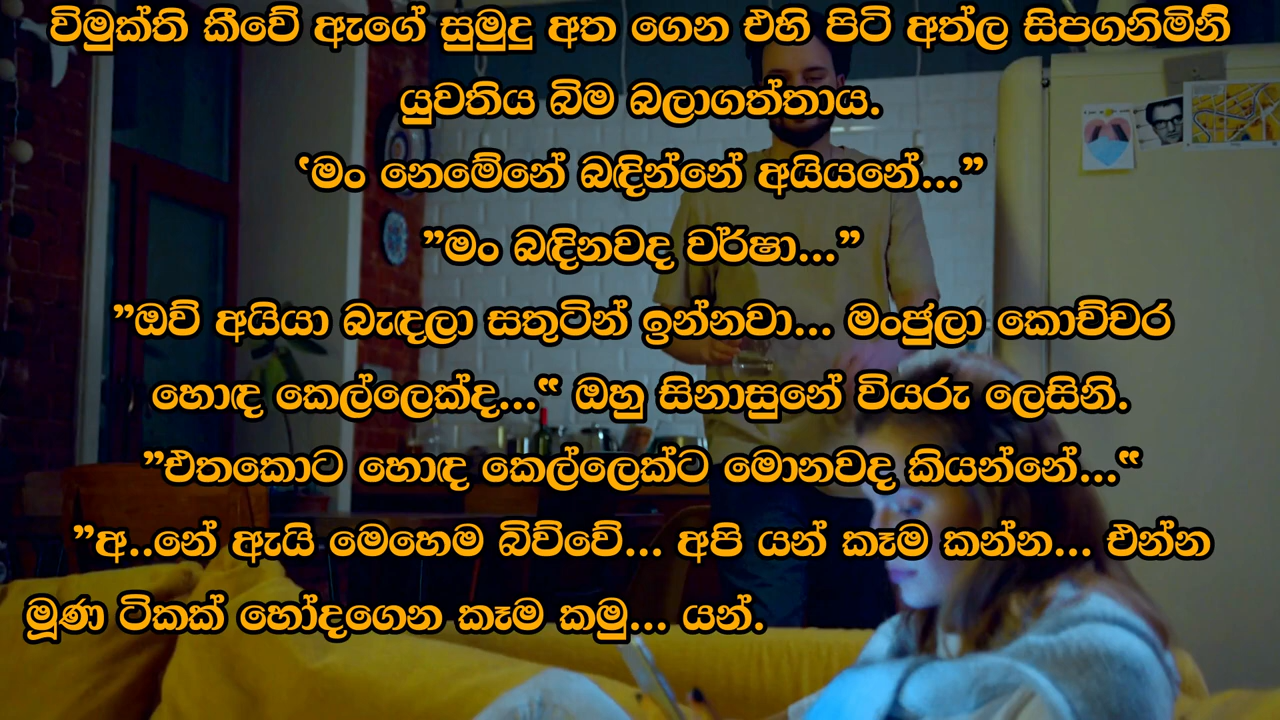 විමුක්ති කීවේ ඇගේ සුමුදු අත ගෙන එහි පිටි අත්ල සිපගනිමිනිි
යුවතිය බිම බලාගත්තාය.
‛මං නෙමේනේ බඳින්නේ අයියනේ...”
”මං බඳිනවද වර්ෂා...”
”ඔව් අයියා බැඳලා සතුටින් ඉන්නවා... මංජුලා කොච්චර
හොඳ කෙල්ලෙක්ද...‟ ඔහු සිනාසුනේ වියරු ලෙසිනි.
”එතකොට හොඳ කෙල්ලෙක්ට මොනවද කියන්නේ...‟
”අ..නේ ඇයි මෙහෙම බිව්වේ... අපි යන් කෑම කන්න... එන්න
මූණ ටිකක් හෝදගෙන කෑම කමු... යන්.